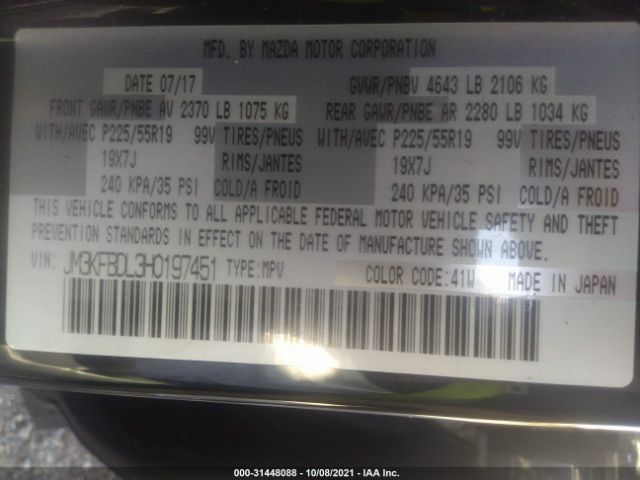 MFD. BY MAZDA MOTOR CORPORATION
DATE 07/17 GVWR/PNBV 4643 LB 2106 KG
FRONT GAWR/PNBE AV 2370 LB 1075 KG REAR GAWR/PNBE AR 2280 LB 1034 KG
WITH/AVEC P225/55R19 99V TIRES/PNEUS WITH/AVEC P225/55R19 99V TIRES/PNEUS
19X7J RIMS/JANTES 19X7J RIMS/JANTES
240 KPA/35 PSI COLD/A FROID 240 KPA/35 PSI COLD/A FROID
THIS VEHICLE CONFORMS TO ALL APPLICABLE FEDERAL MOTOR VEHICLE SAFETY AND THEFT
PREVENTION STANDARDS IN EFFECT ON THE DATE OF MANUFACTURE SHOWN ABOVE.
VIN: JM3KFBDL3H0197451 TYPE:MPV COLOR CODE:41W MADE IN JAPAN
000-31448088 - 10/08/2021 - IAA Inc.